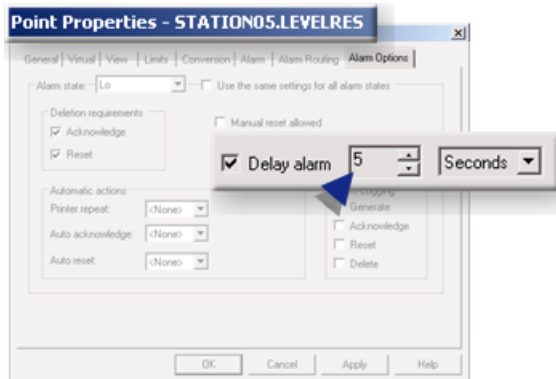 Point Properties - STATION05.LEVELRES
General Virtual View Limits Conversion Alarm Alarm Routing Alarm Options
Alarm state: Lo Use the same settings for all alarm states
Deletion requirements
Acknowledge
Manual reset allowed
Reset
Delay alarm 5 Seconds
Automatic actions
Logging
Printer repeat: <None>
Generate
Auto acknowledge: <None>
Acknowledge
Reset
Auto reset: <None>
Delete
OK Cancel Apply Help